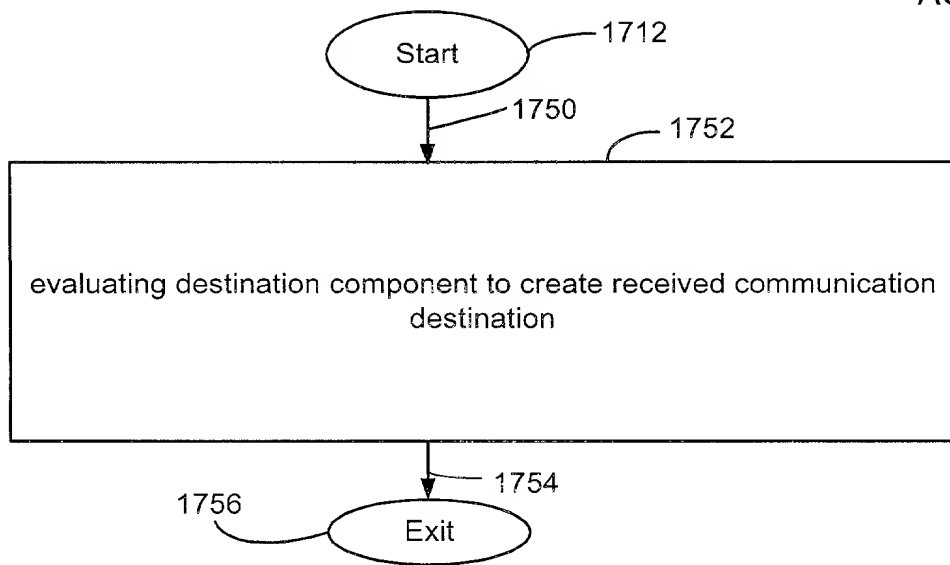 Start
1712
1750
1752
evaluating destination component to create received communication
destination
1754
1756
Exit